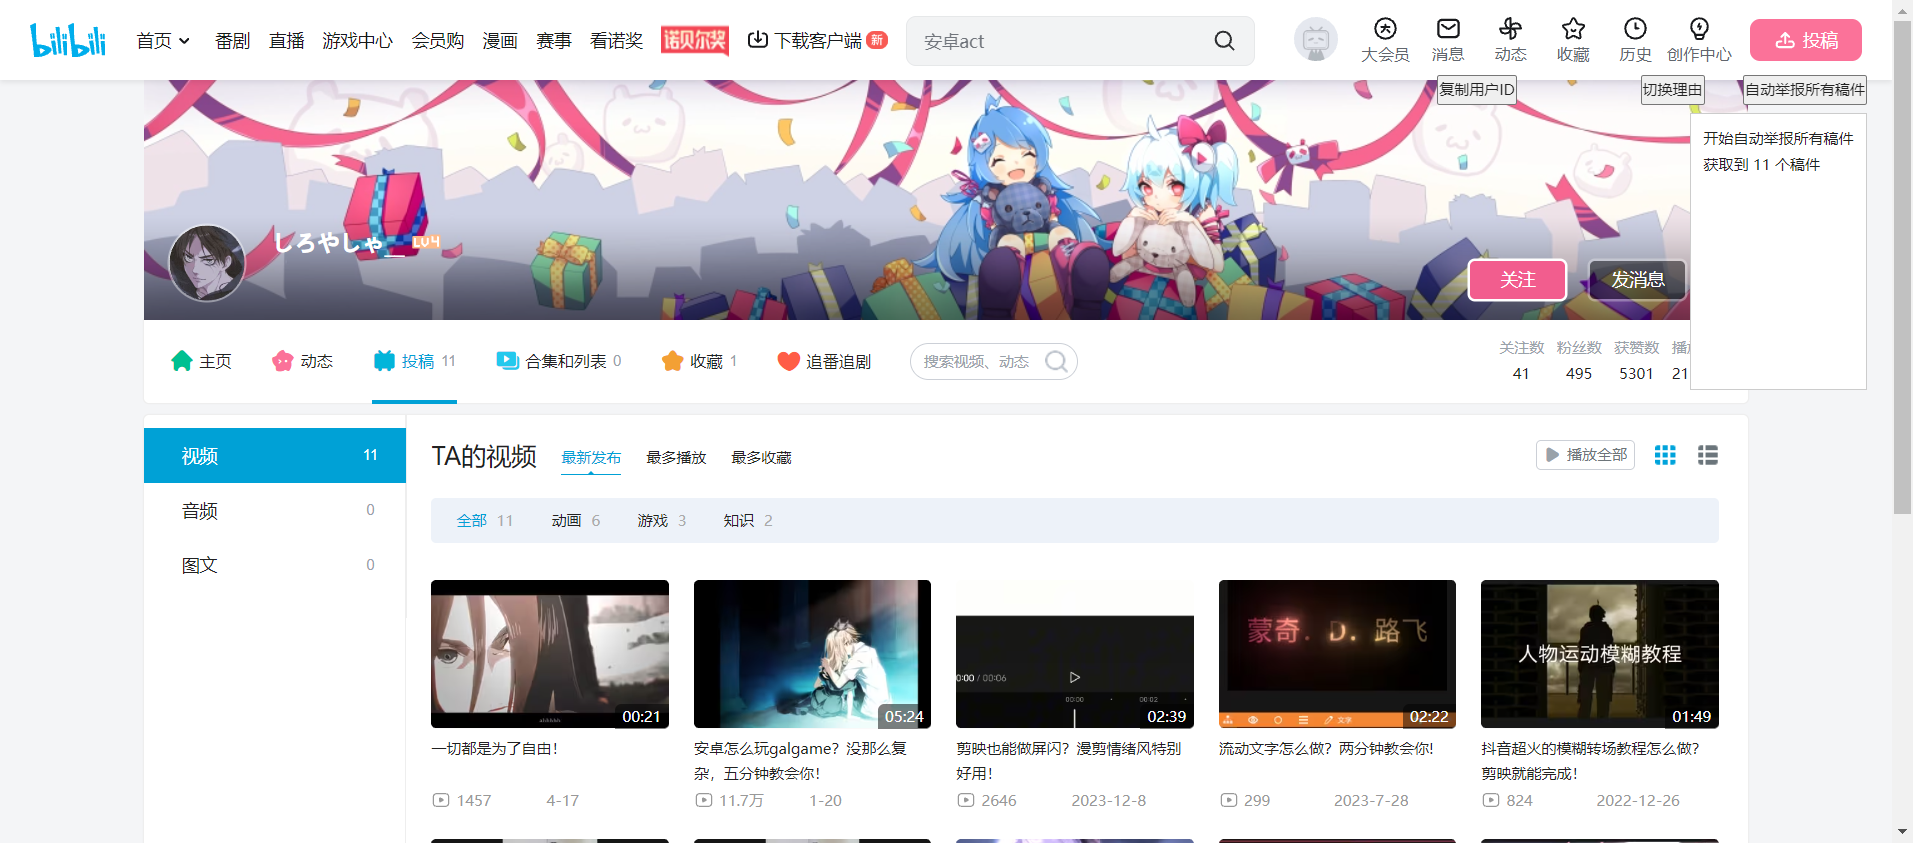 bilibili
首页
番剧
直播
游戏中心
会员购
漫画
赛事
看诺奖
诺贝尔奖
下载客户端 新
安卓act
大会员
消息
动态
收藏
历史
创作中心
投稿
复制用户ID
切换理由
自动举报所有稿件
开始自动举报所有稿件
获取到 11 个稿件
しろやしゃ__ LV4
关注
发消息
主页
动态
投稿 11
合集和列表 0
收藏 1
追番追剧
搜索视频、动态
关注数 粉丝数 获赞数 播
41 495 5301 21
视频 11
音频 0
图文 0
TA的视频
最新发布
最多播放
最多收藏
播放全部
全部 11
动画 6
游戏 3
知识 2
00:21
一切都是为了自由！
1457 4-17
05:24
安卓怎么玩galgame？没那么复
杂，五分钟教会你！
11.7万 1-20
0:00 / 00:06
00:00
00:02
02:39
剪映也能做屏闪？漫剪情绪风特别
好用！
2646 2023-12-8
蒙奇．D．路飞
文字
02:22
流动文字怎么做？两分钟教会你!
299 2023-7-28
人物运动模糊教程
01:49
抖音超火的模糊转场教程怎么做？
剪映就能完成！
824 2022-12-26